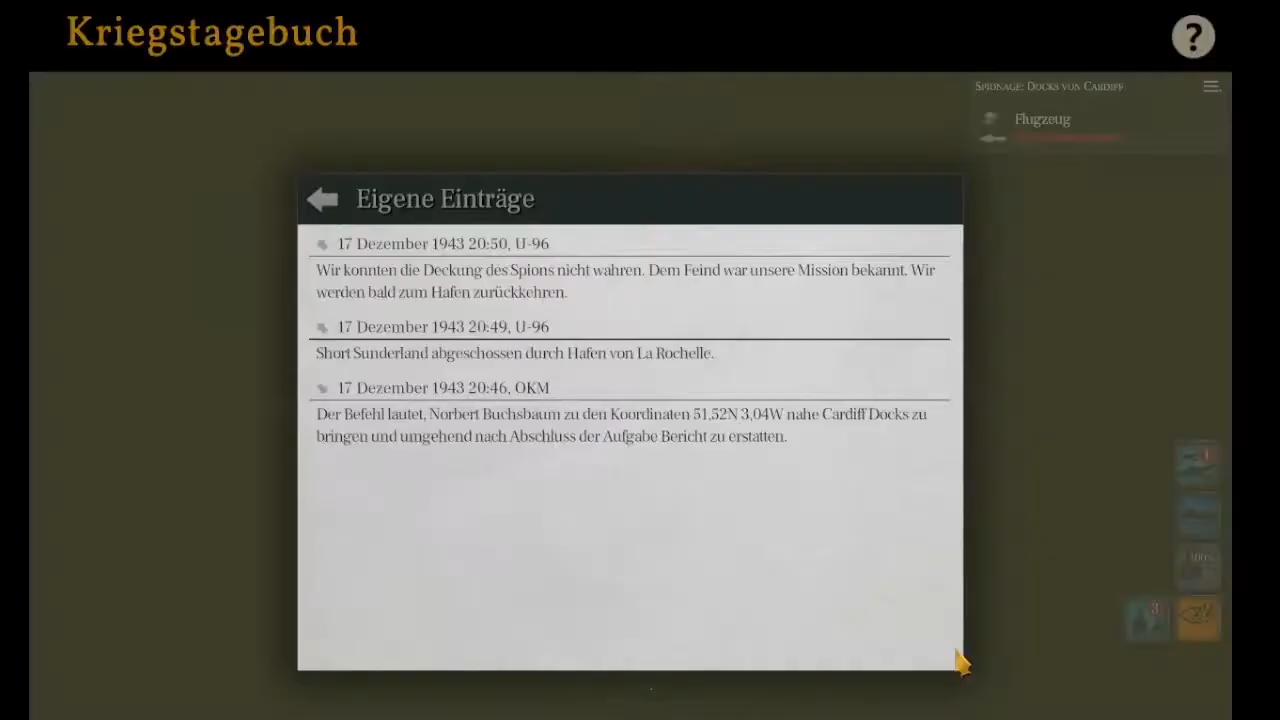 Kriegstagebuch
?
SPIONAGE: DOCKS VON CARDIFF
Flugzeug
Eigene Einträge
17 Dezember 1943 20:50, U-96
Wir konnten die Deckung des Spions nicht wahren. Dem Feind war unsere Mission bekannt. Wir
werden bald zum Hafen zurückkehren.
17 Dezember 1943 20:49, U-96
Short Sunderland abgeschossen durch Hafen von La Rochelle.
17 Dezember 1943 20:46, OKM
Der Befehl lautet, Norbert Buchsbaum zu den Koordinaten 51,52N 3,04W nahe Cardiff Docks zu
bringen und umgehend nach Abschluss der Aufgabe Bericht zu erstatten.
1
3